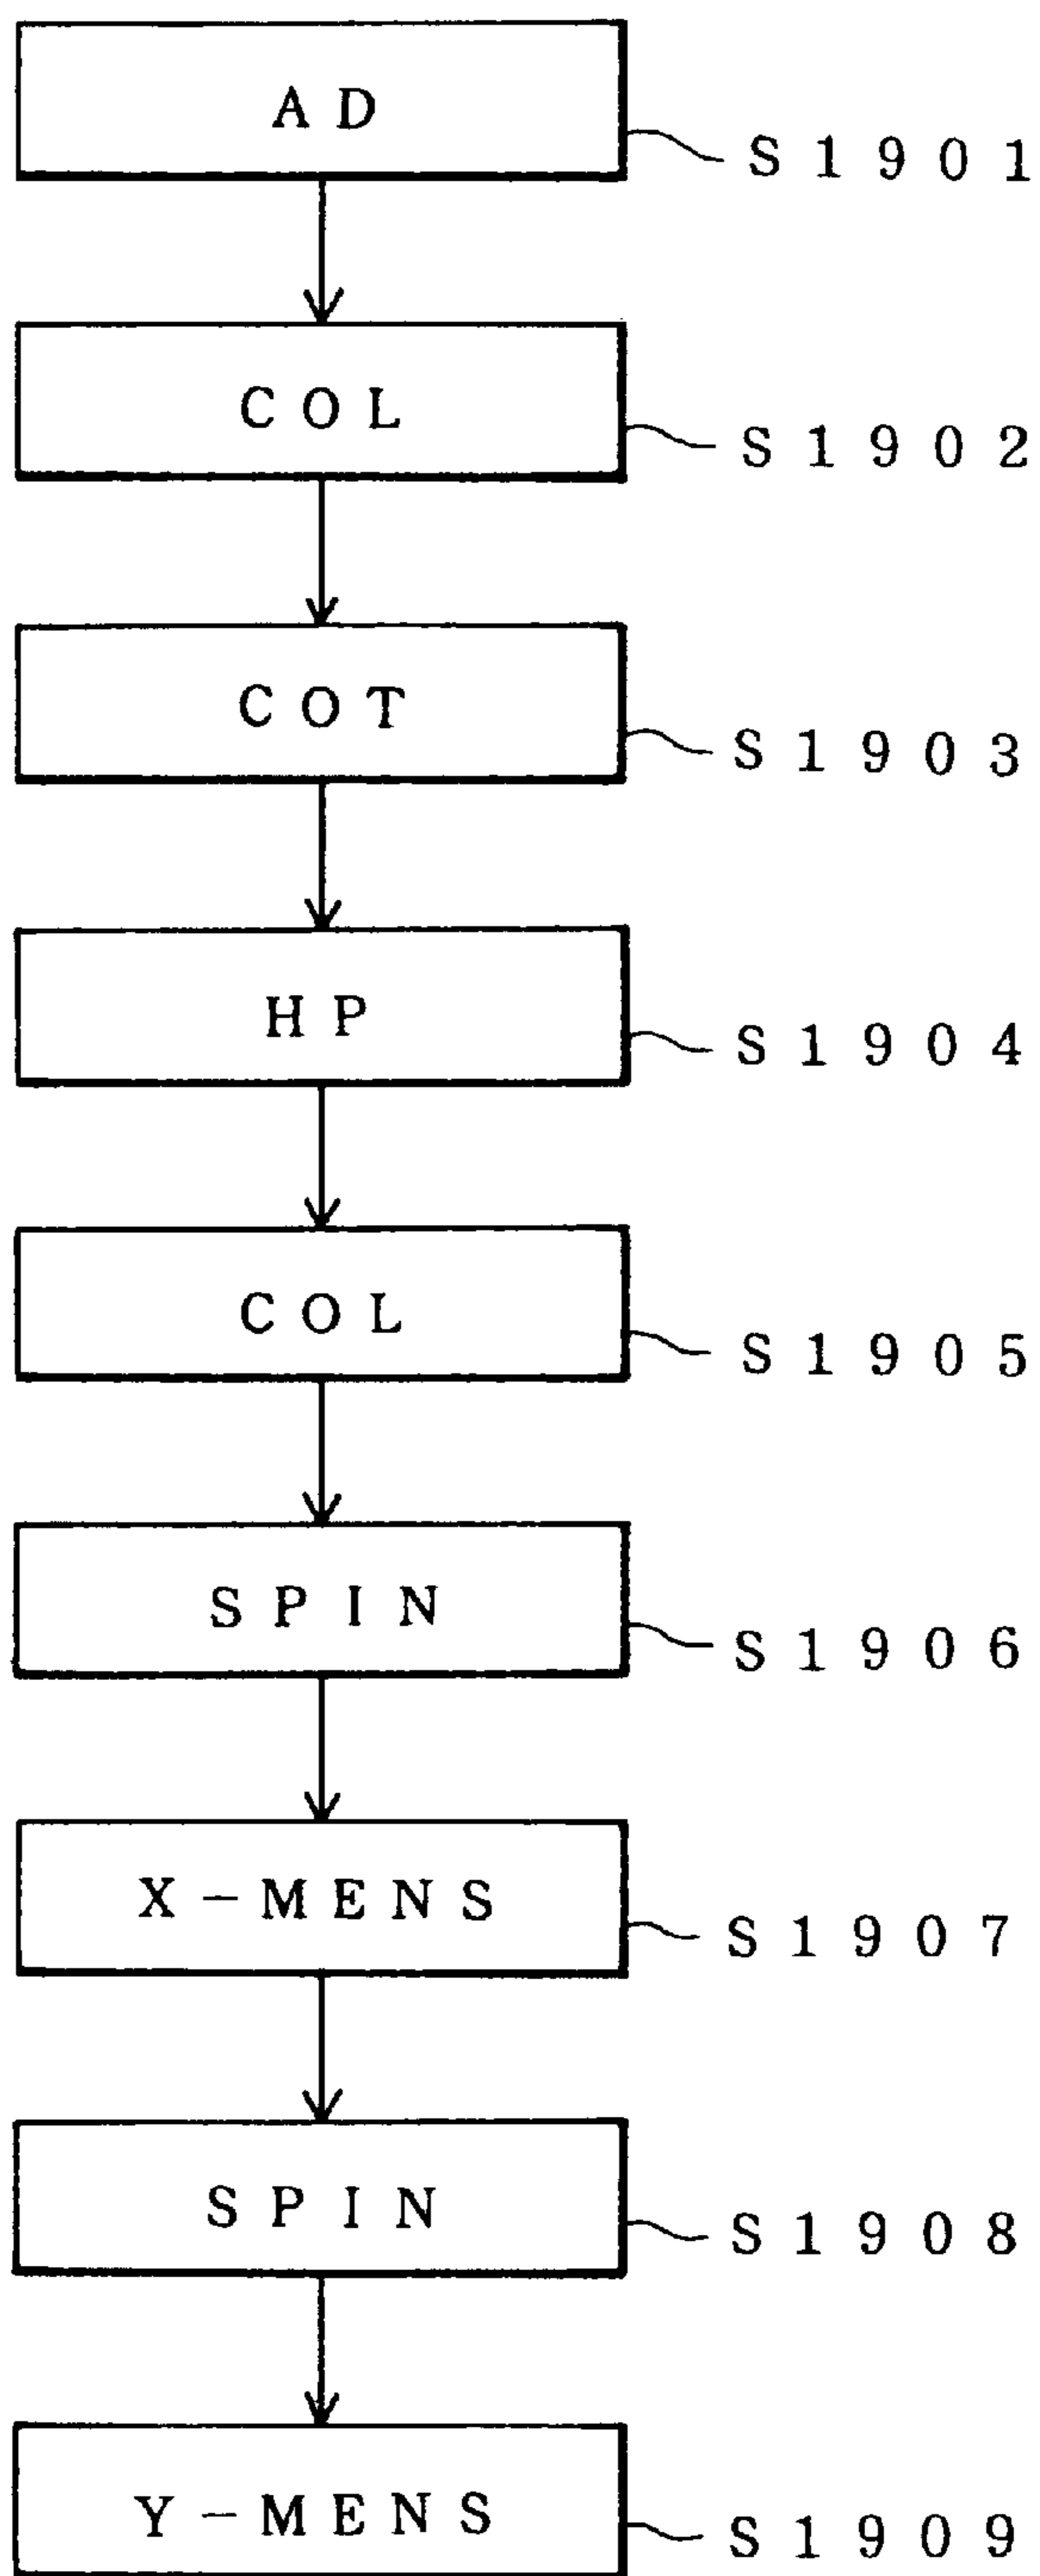 AD
S1901
COL
S1902
COT
S1903
HP
S1904
COL
S1905
SPIN
S1906
X-MENS
S1907
SPIN
S1908
Y-MENS
S1909